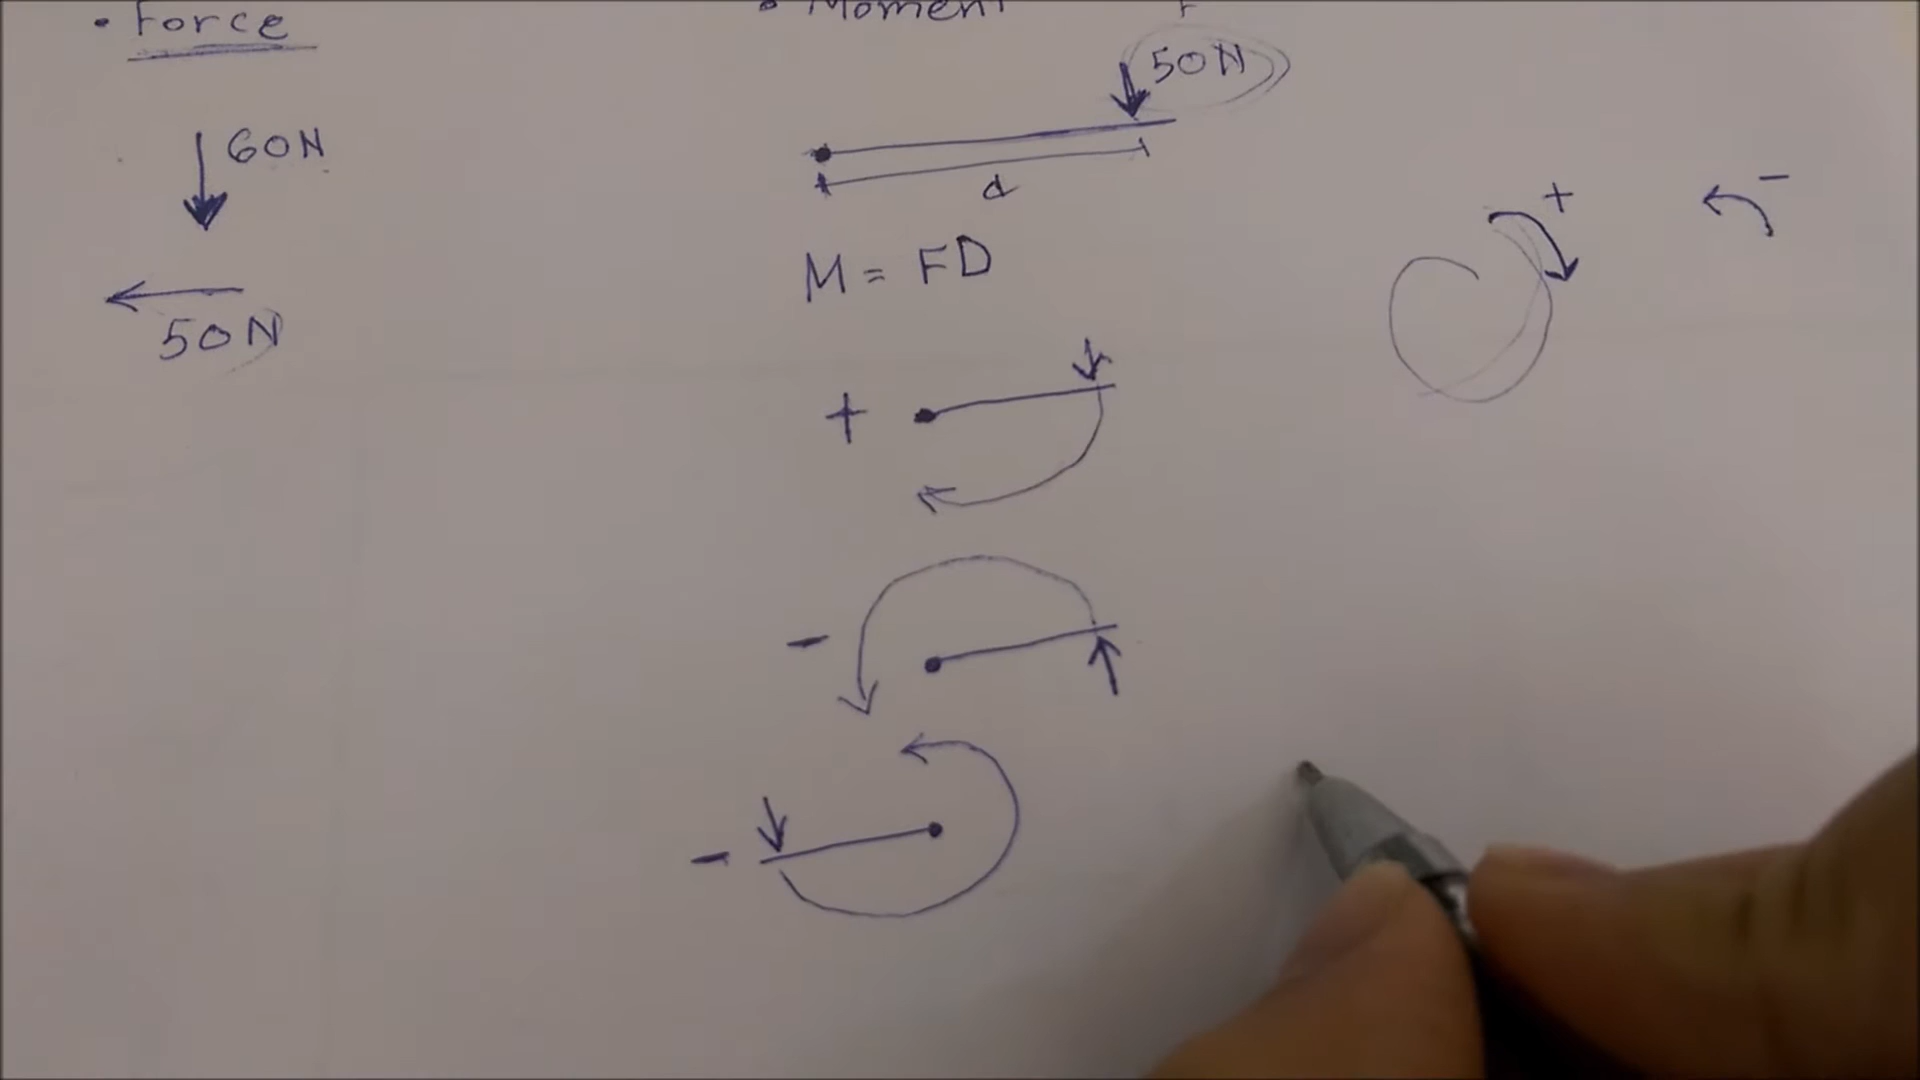 • Force
• Moment
F
50N
60N
d
M = FD
50N
+
-
+
-
-